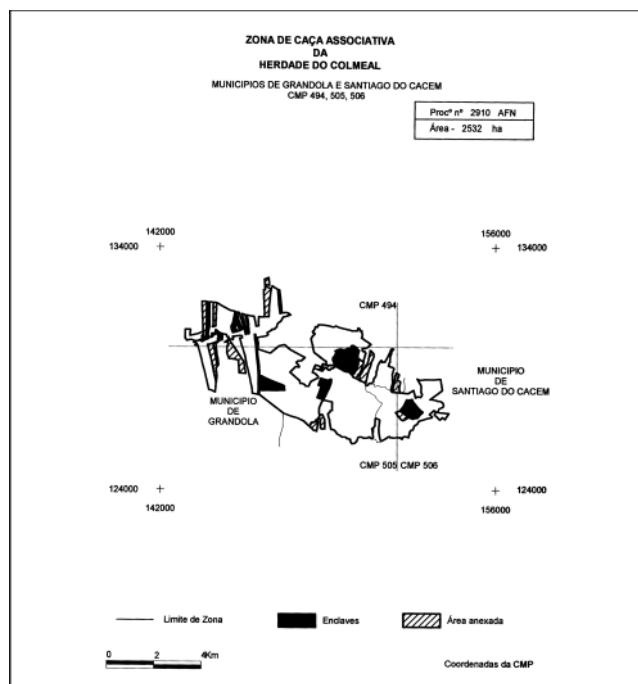 ZONA DE CAÇA ASSOCIATIVA
DA
HERDADE DO COLMEAL
MUNICIPIOS DE GRANDOLA E SANTIAGO DO CACEM
CMP 494, 505, 506
Procº nº 2910 AFN
Área - 2532 ha
142000
156000
134000
134000
CMP 494
MUNICIPIO
DE
SANTIAGO DO CACEM
MUNICIPIO
DE
GRANDOLA
CMP 505 CMP 506
124000
124000
142000
156000
Limite de Zona
Enclaves
Área anexada
0 2 4Km
Coordenadas da CMP